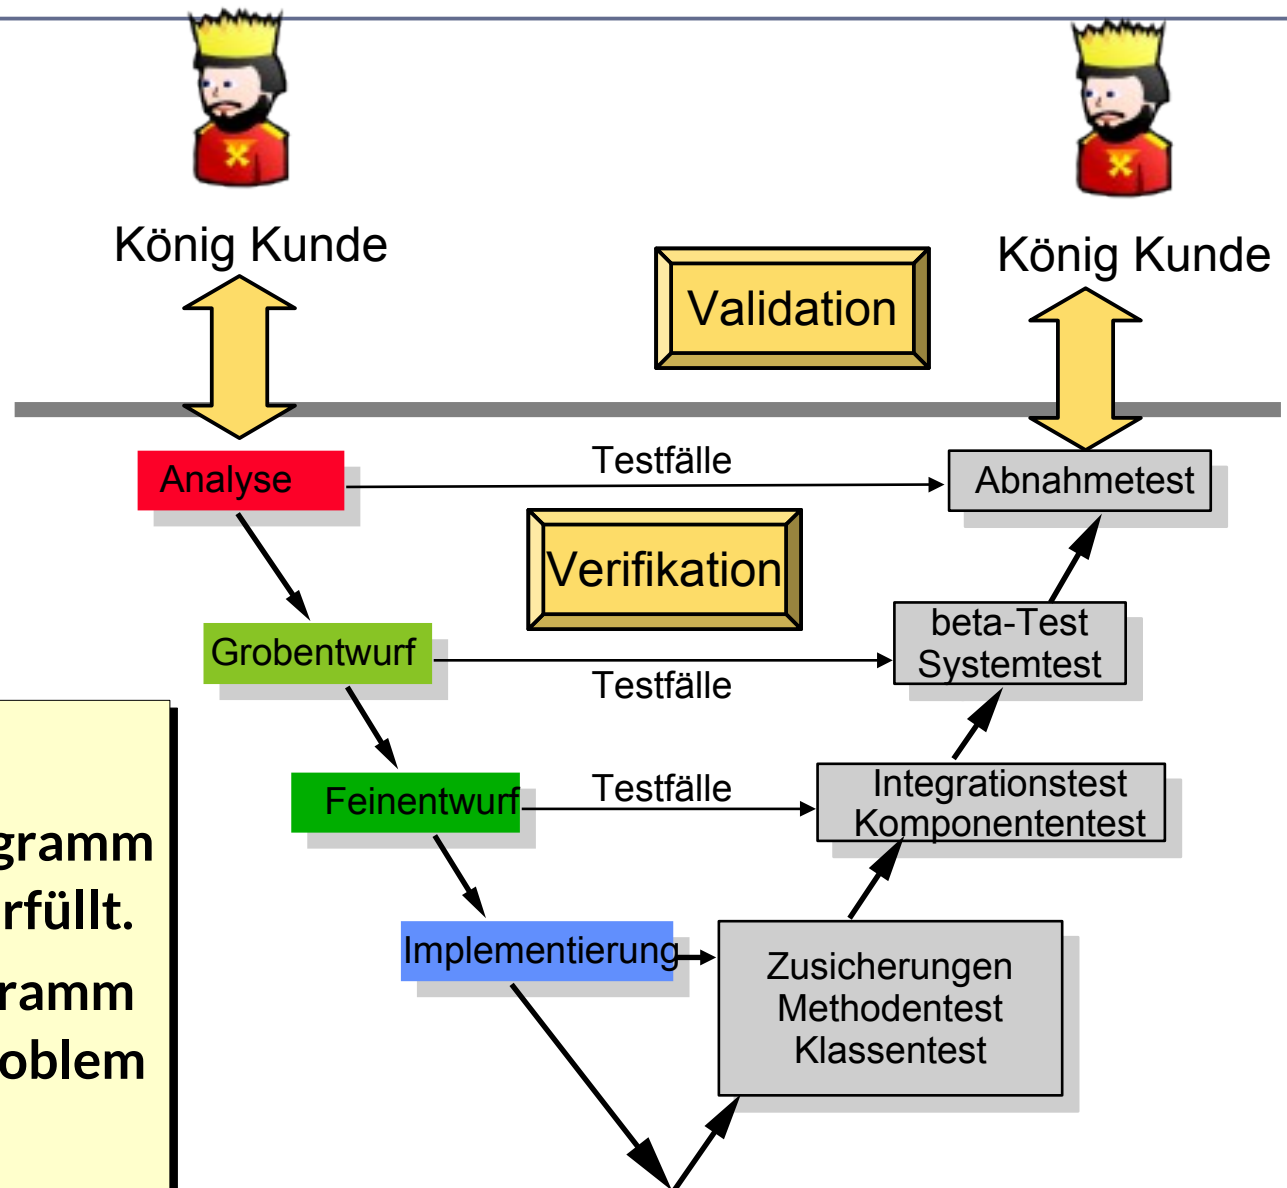 König Kunde
König Kunde
Validation
Analyse
Testfälle
Abnahmetest
Verifikation
Grobentwurf
Testfälle
beta-Test
Systemtest
Feinentwurf
Testfälle
Integrationstest
Komponententest
Implementierung
Zusicherungen
Methodentest
Klassentest
gramm
rfüllt.
ramm
oblem